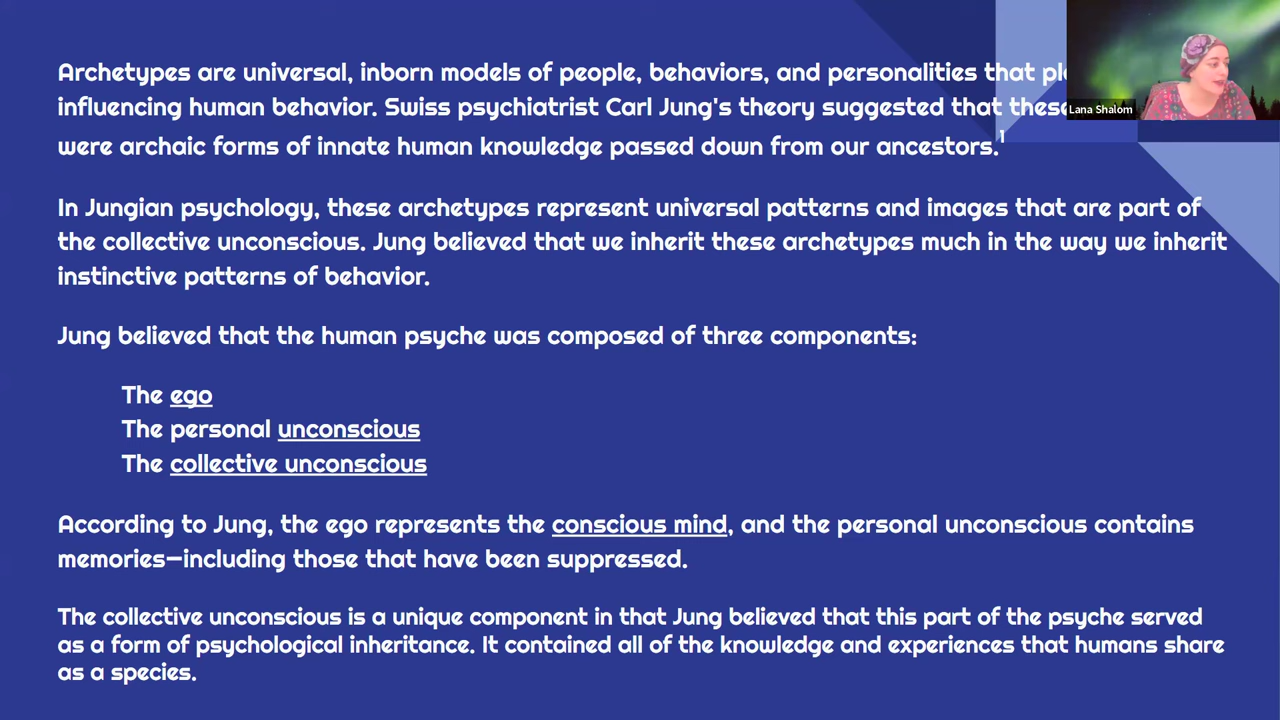 Archetypes are universal, inborn models of people, behaviors, and personalities that
influencing human behavior. Swiss psychiatrist Carl Jung's theory suggested that these
were archaic forms of innate human knowledge passed down from our ancestors.1
Lana Shalom
In Jungian psychology, these archetypes represent universal patterns and images that are part of
the collective unconscious. Jung believed that we inherit these archetypes much in the way we inherit
instinctive patterns of behavior.
Jung believed that the human psyche was composed of three components:
The ego
The personal unconscious
The collective unconscious
According to Jung, the ego represents the conscious mind, and the personal unconscious contains
memories—including those that have been suppressed.
The collective unconscious is a unique component in that Jung believed that this part of the psyche served
as a form of psychological inheritance. It contained all of the knowledge and experiences that humans share
as a species.